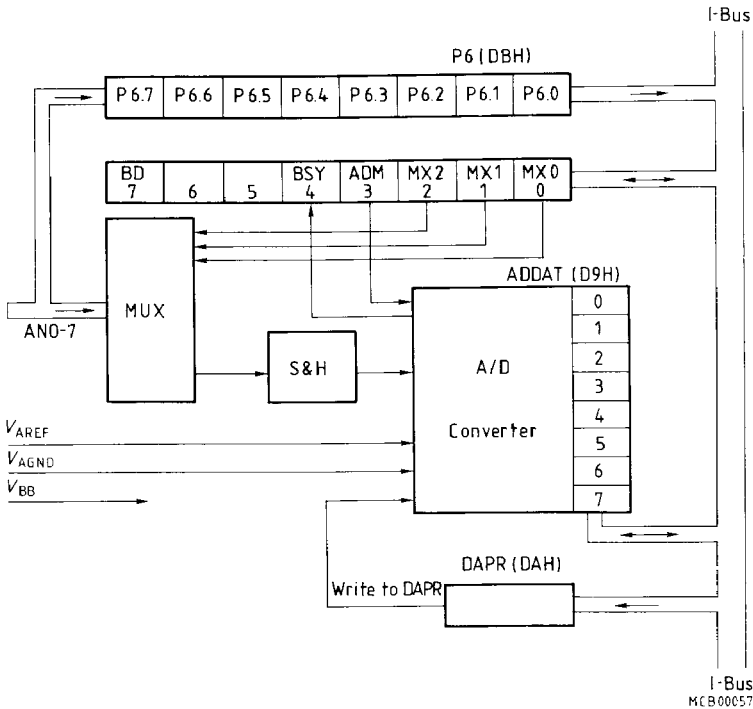 I-Bus
P6 (DBH)
P6.7 P6.6 P6.5 P6.4 P6.3 P6.2 P6.1 P6.0
BD BSY ADM MX2 MX1 MX0
7 6 5 4 3 2 1 0
ADDAT (D9H)
MUX
AN0-7
S&H
A/D
Converter
0
1
2
3
4
5
6
7
VAREF
VAGND
VBB
DAPR (DAH)
Write to DAPR
I-Bus
MCB00057